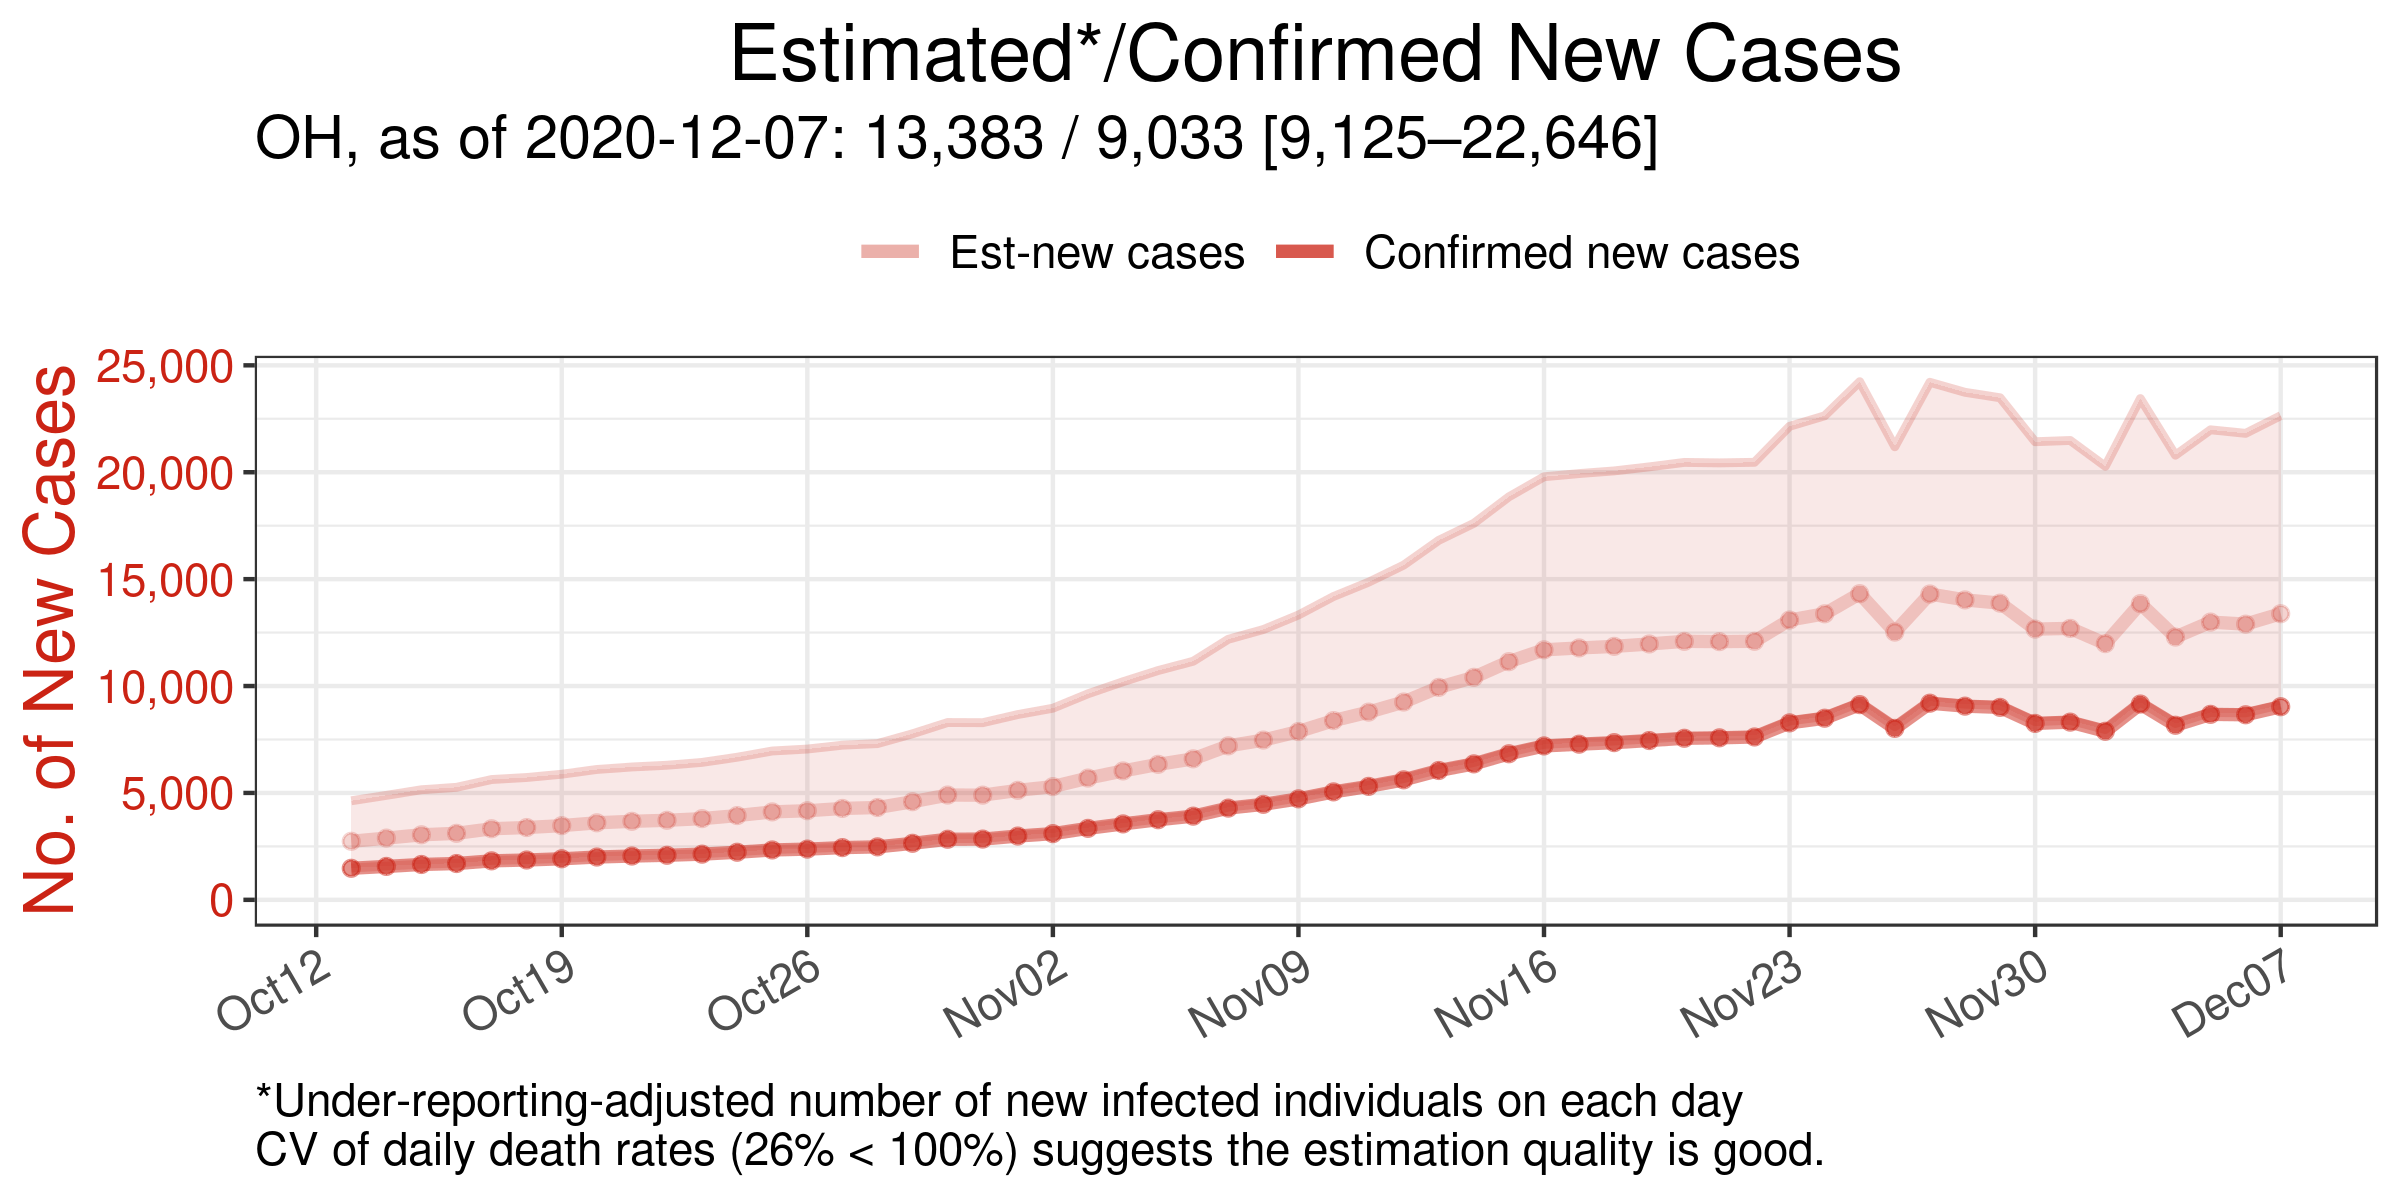 Estimated*/Confirmed New Cases
OH, as of 2020-12-07: 13,383 / 9,033 [9,125–22,646]
Est-new cases
Confirmed new cases
No. of New Cases
25,000
20,000
15,000
10,000
5,000
0
Oct12
Oct19
Oct26
Nov02
Nov09
Nov16
Nov23
Nov30
Dec07
*Under-reporting-adjusted number of new infected individuals on each day
CV of daily death rates (26% < 100%) suggests the estimation quality is good.